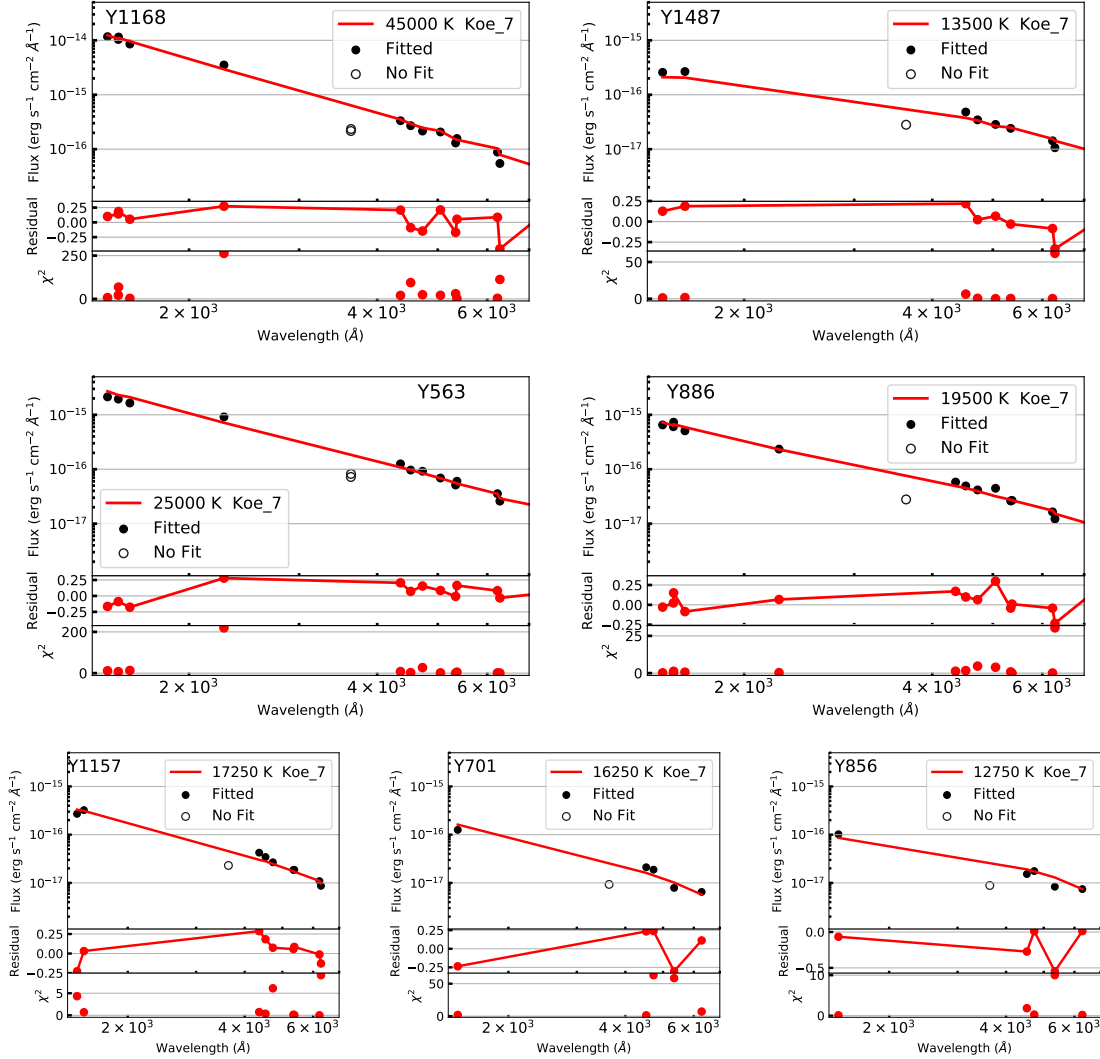 Y1168
45000 K Koe_7
Fitted
No Fit
Flux (erg s⁻¹ cm⁻² Å⁻¹)
10⁻¹⁴
10⁻¹⁵
10⁻¹⁶
Residual
0.25
0.00
−0.25
χ²
250
0
2 × 10³
4 × 10³
6 × 10³
Wavelength (Å)
Y1487
13500 K Koe_7
Fitted
No Fit
Flux (erg s⁻¹ cm⁻² Å⁻¹)
10⁻¹⁵
10⁻¹⁶
10⁻¹⁷
Residual
0.25
0.00
−0.25
χ²
50
0
2 × 10³
4 × 10³
6 × 10³
Wavelength (Å)
Y563
25000 K Koe_7
Fitted
No Fit
Flux (erg s⁻¹ cm⁻² Å⁻¹)
10⁻¹⁵
10⁻¹⁶
10⁻¹⁷
Residual
0.25
0.00
−0.25
χ²
200
0
2 × 10³
4 × 10³
6 × 10³
Wavelength (Å)
Y886
19500 K Koe_7
Fitted
No Fit
Flux (erg s⁻¹ cm⁻² Å⁻¹)
10⁻¹⁵
10⁻¹⁶
10⁻¹⁷
Residual
0.25
0.00
−0.25
χ²
25
0
2 × 10³
4 × 10³
6 × 10³
Wavelength (Å)
Y1157
17250 K Koe_7
Fitted
No Fit
Flux (erg s⁻¹ cm⁻² Å⁻¹)
10⁻¹⁵
10⁻¹⁶
10⁻¹⁷
Residual
0.25
0.00
−0.25
χ²
5
0
2 × 10³
4 × 10³
6 × 10³
Wavelength (Å)
Y701
16250 K Koe_7
Fitted
No Fit
Flux (erg s⁻¹ cm⁻² Å⁻¹)
10⁻¹⁵
10⁻¹⁶
10⁻¹⁷
Residual
0.25
0.00
−0.25
χ²
50
0
2 × 10³
4 × 10³
6 × 10³
Wavelength (Å)
Y856
12750 K Koe_7
Fitted
No Fit
Flux (erg s⁻¹ cm⁻² Å⁻¹)
10⁻¹⁵
10⁻¹⁶
10⁻¹⁷
Residual
0.0
−0.5
χ²
10
0
2 × 10³
4 × 10³
6 × 10³
Wavelength (Å)